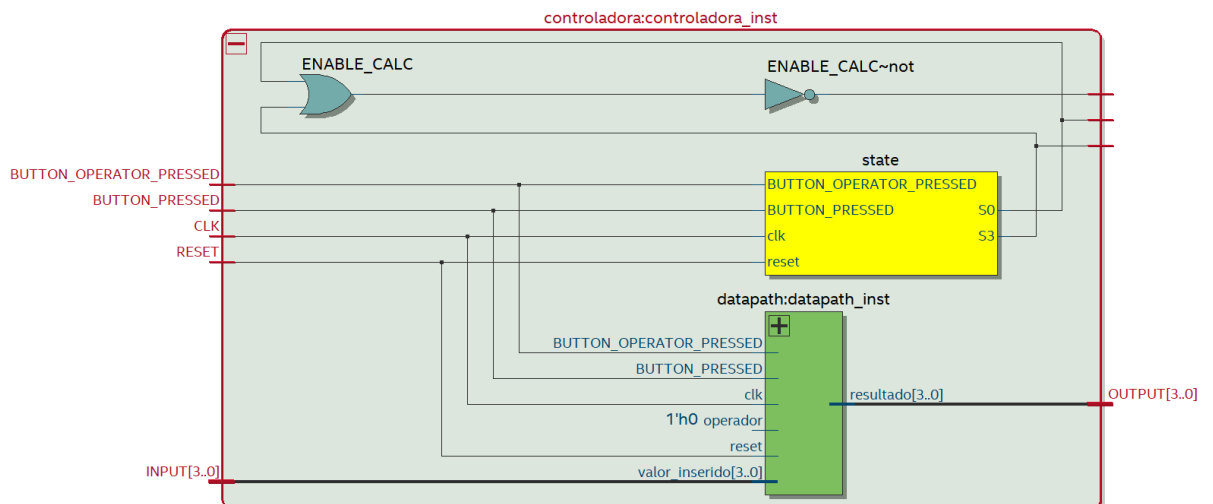 controladora:controladora_inst
ENABLE_CALC
ENABLE_CALC~not
state
BUTTON_OPERATOR_PRESSED
BUTTON_OPERATOR_PRESSED
BUTTON_PRESSED
BUTTON_PRESSED
S0
CLK
clk
S3
RESET
reset
datapath:datapath_inst
BUTTON_OPERATOR_PRESSED
BUTTON_PRESSED
clk
resultado[3..0]
OUTPUT[3..0]
1'h0 operador
reset
INPUT[3..0]
valor_inserido[3..0]